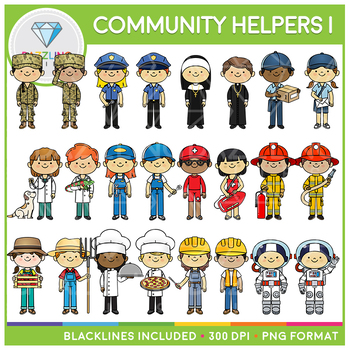 COMMUNITY HELPERS I
BLACKLINES INCLUDED • 300 DPI • PNG FORMAT